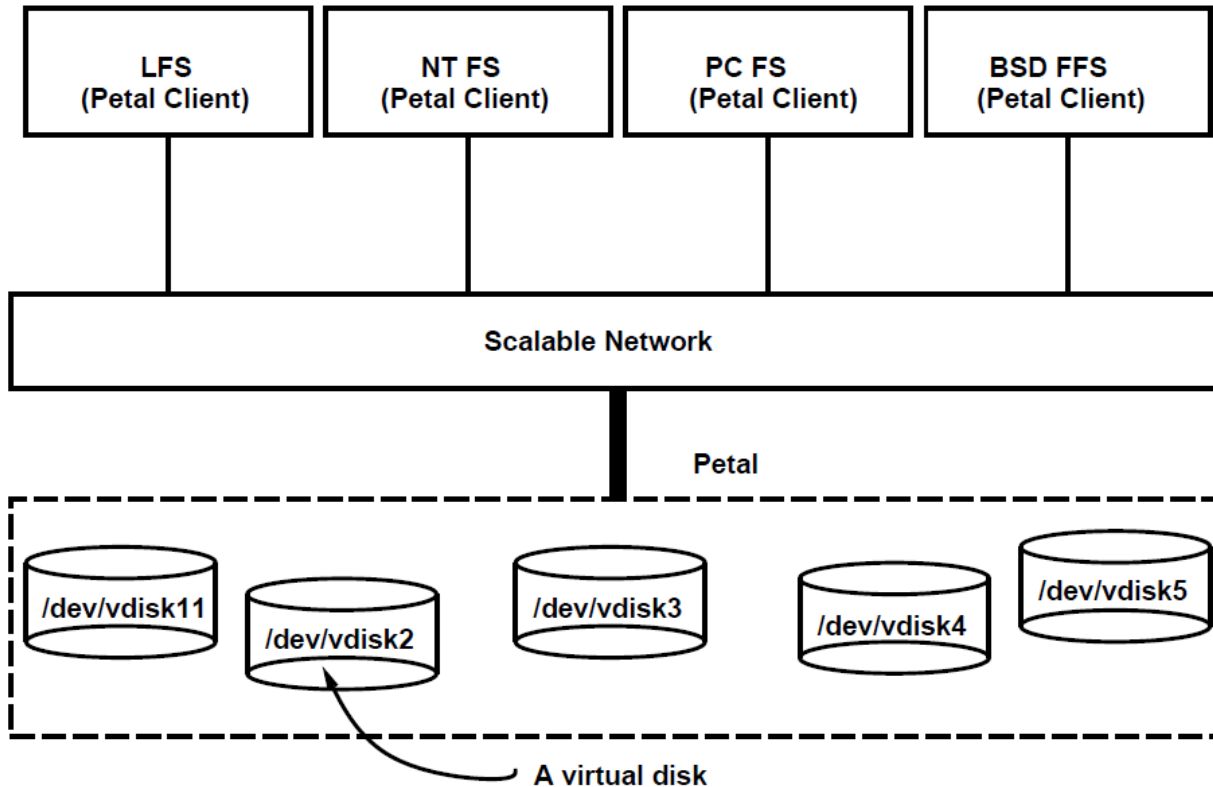 LFS
(Petal Client)
NT FS
(Petal Client)
PC FS
(Petal Client)
BSD FFS
(Petal Client)
Scalable Network
Petal
/dev/vdisk11
/dev/vdisk2
/dev/vdisk3
/dev/vdisk4
/dev/vdisk5
A virtual disk